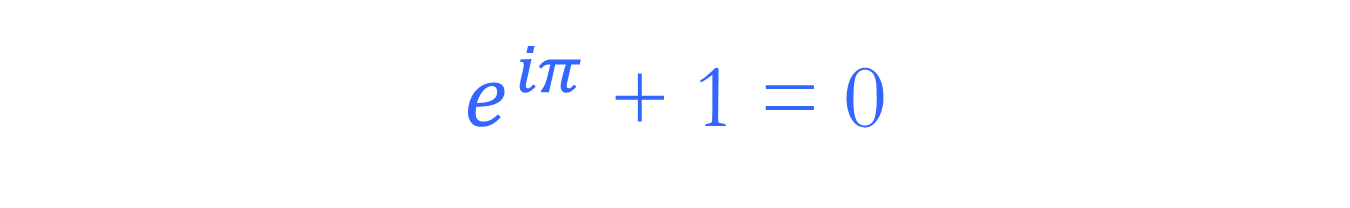 e^{iπ} + 1 = 0